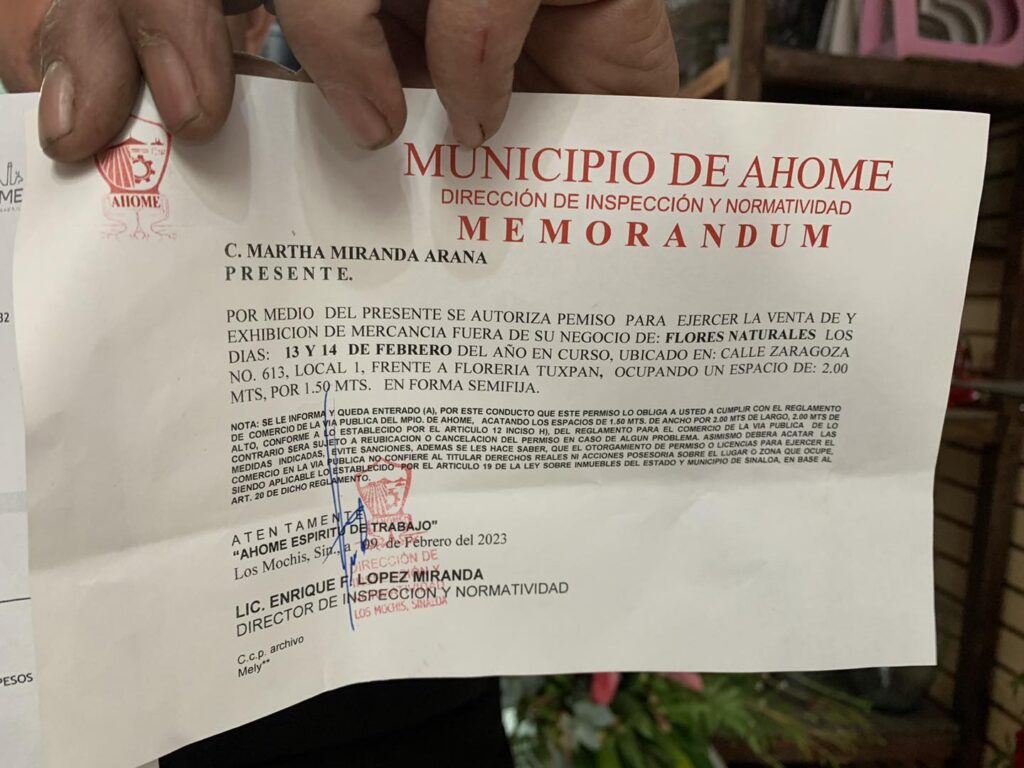 AHOME
MUNICIPIO DE AHOME
DIRECCIÓN DE INSPECCIÓN Y NORMATIVIDAD
MEMORANDUM
C. MARTHA MIRANDA ARANA
PRESENTE.
POR MEDIO DEL PRESENTE SE AUTORIZA PEMISO PARA EJERCER LA VENTA DE Y
EXHIBICION DE MERCANCIA FUERA DE SU NEGOCIO DE: FLORES NATURALES LOS
DIAS: 13 Y 14 DE FEBRERO DEL AÑO EN CURSO, UBICADO EN: CALLE ZARAGOZA
NO. 613, LOCAL 1, FRENTE A FLORERIA TUXPAN, OCUPANDO UN ESPACIO DE: 2.00
MTS, POR 1.50 MTS. EN FORMA SEMIFIJA.
NOTA: SE LE INFORMA Y QUEDA ENTERADO (A), POR ESTE CONDUCTO QUE ESTE PERMISO LO OBLIGA A USTED A CUMPLIR CON EL REGLAMENTO
DE COMERCIO DE LA VIA PUBLICA DEL MPIO. DE AHOME, ACATANDO LOS ESPACIOS DE 1.50 MTS. DE ANCHO POR 2.00 MTS DE LARGO, 2.00 MTS DE
ALTO, CONFORME A LO ESTABLECIDO POR EL ARTICULO 12 INCISO H), DEL REGLAMENTO PARA EL COMERCIO DE LA VIA PUBLICA DE LO
CONTRARIO SERA SUJETO A REUBICACION O CANCELACION DEL PERMISO EN CASO DE ALGUN PROBLEMA. ASIMISMO DEBERA ACATAR LAS
MEDIDAS INDICADAS, EVITE SANCIONES, ADEMAS SE LES HACE SABER, QUE EL OTORGAMIENTO DE PERMISO O LICENCIAS PARA EJERCER EL
COMERCIO EN LA VIA PUBLICA NO CONFIERE AL TITULAR DERECHOS REALES NI ACCIONES POSESORIA SOBRE EL LUGAR O ZONA QUE OCUPE,
SIENDO APLICABLE LO ESTABLECIDO POR EL ARTICULO 19 DE LA LEY SOBRE INMUEBLES DEL ESTADO Y MUNICIPIO DE SINALOA, EN BASE AL
ART. 20 DE DICHO REGLAMENTO.
ATENTAMENTE
"AHOME ESPIRITU DE TRABAJO"
Los Mochis, Sin., a 09 de Febrero del 2023
DIRECCIÓN DE
LIC. ENRIQUE F. LOPEZ MIRANDA
DIRECTOR DE INSPECCION Y NORMATIVIDAD
LOS MOCHIS, SINALOA
C.c.p. archivo
Mely**
ME
32
PESOS